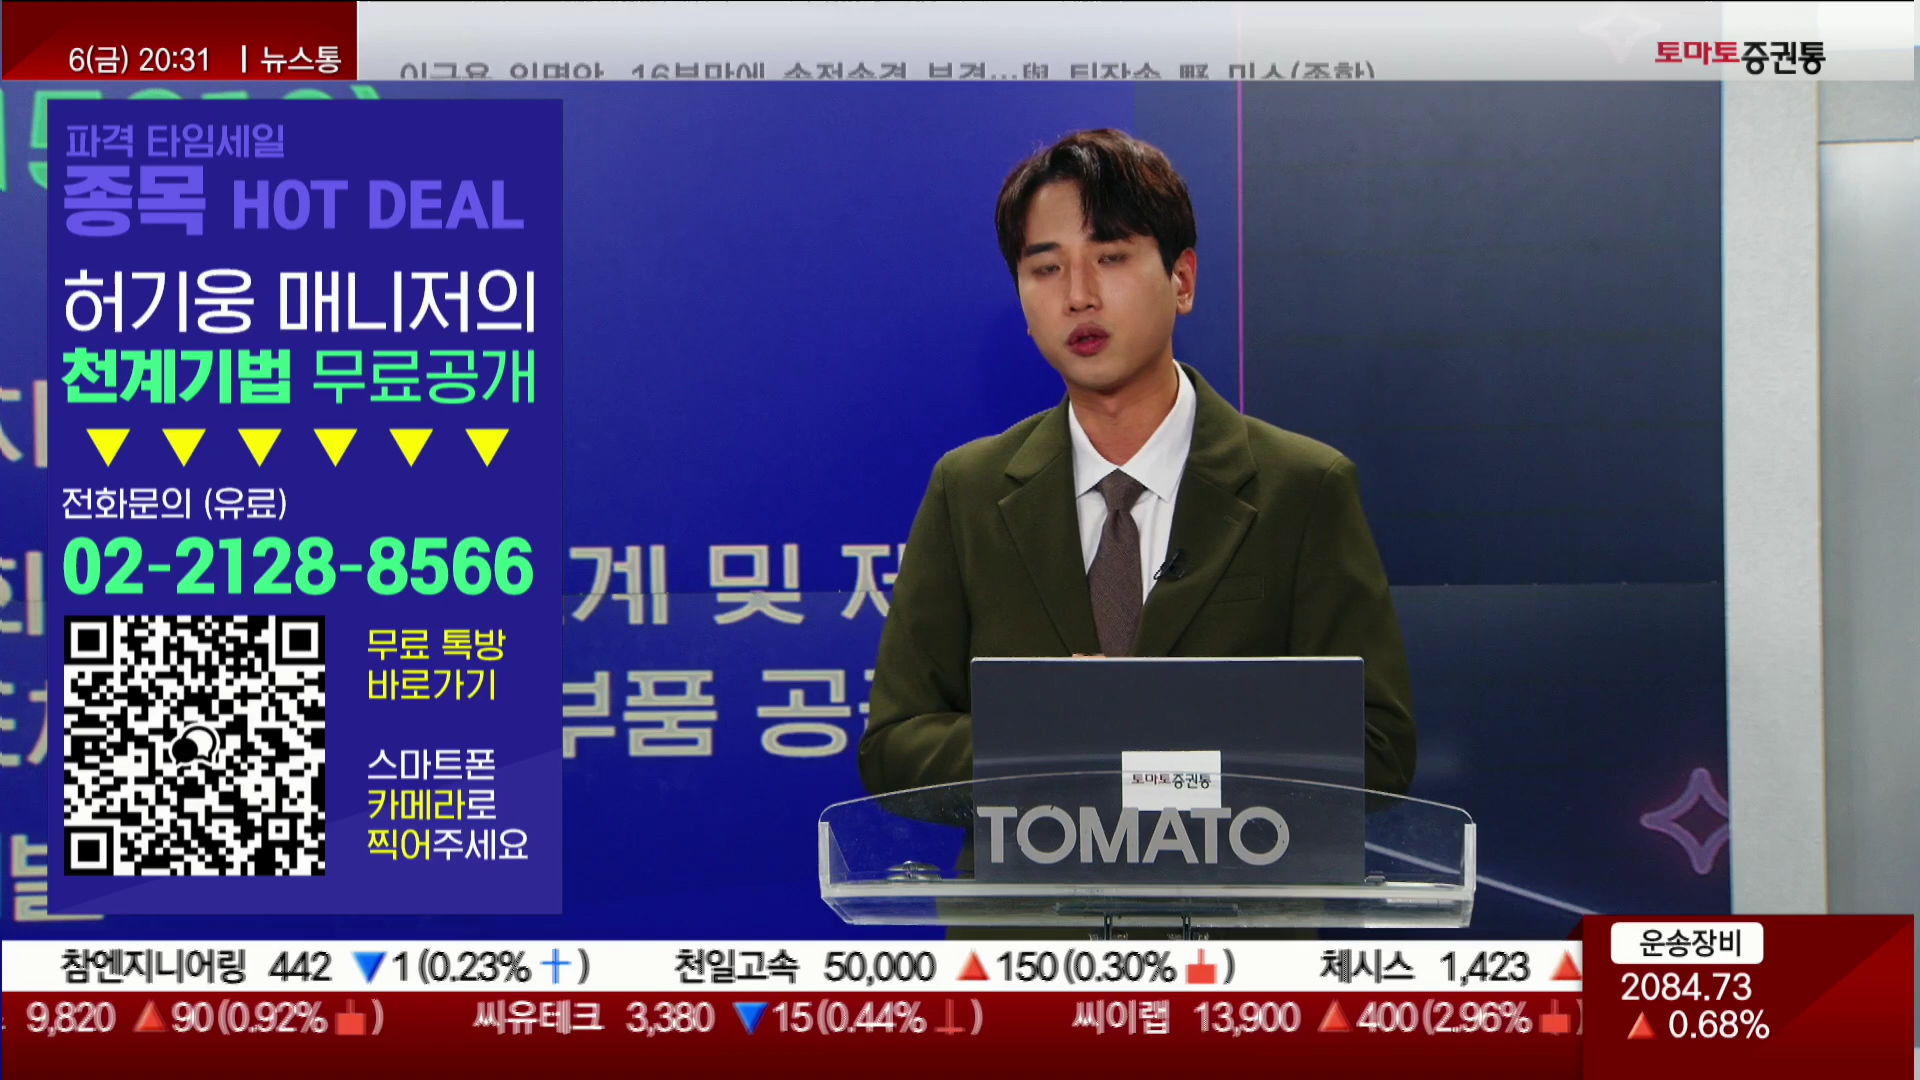 6(금) 20:31 | 뉴스통
토마토증권통
파격 타임세일
종목 HOT DEAL
허기웅 매니저의
천계기법 무료공개
전화문의 (유료)
02-2128-8566
무료 톡방
바로가기
스마트폰
카메라로
찍어주세요
계 및
부품
토마토증권통
TOMATO
참엔지니어링 442 ▼1(0.23% ) 천일고속 50,000 ▲150(0.30% ) 체시스 1,423 ▲
9,820 ▲90(0.92% ) 씨유테크 3,380 ▼15(0.44% ) 씨이랩 13,900 ▲400(2.96% )
운송장비
2084.73
▲ 0.68%